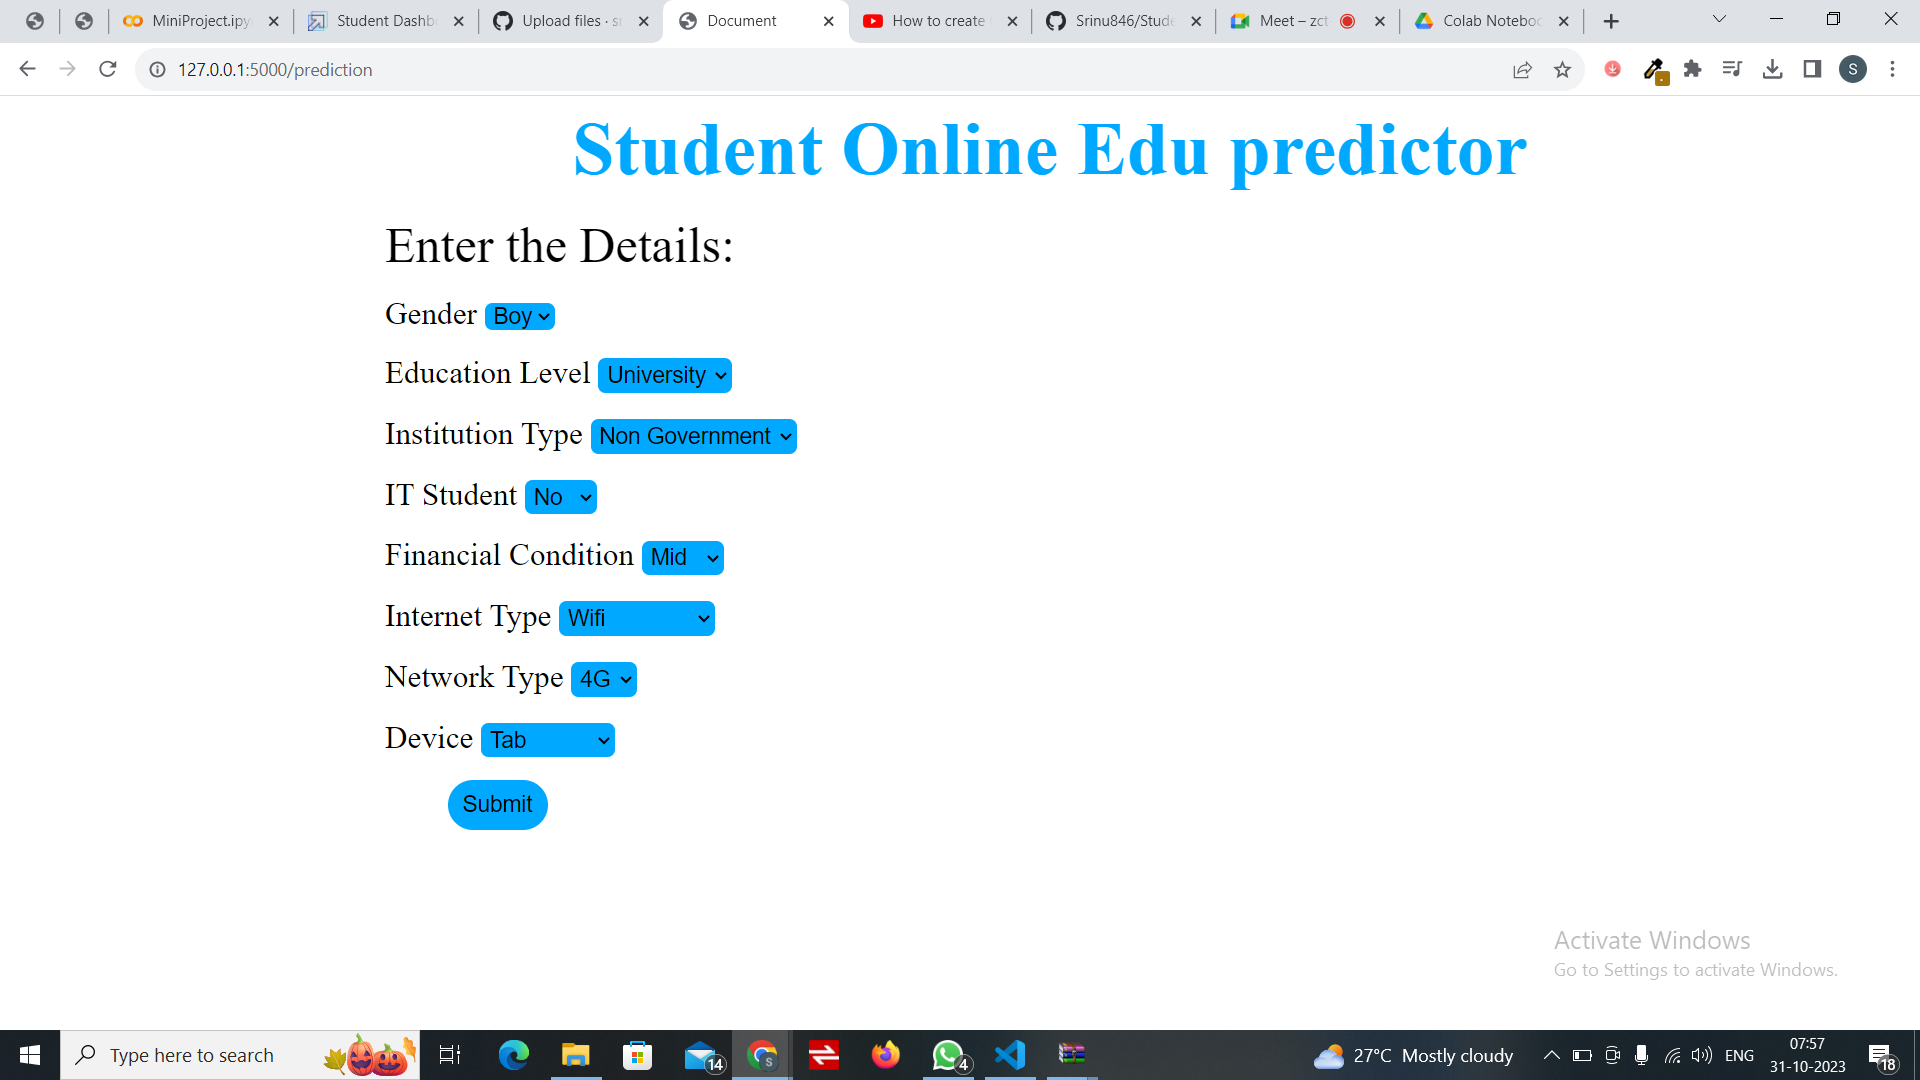 MiniProject.ipy
Student Dashb
Upload files · s
Document
How to create
Srinu846/Stude
Meet – zct
Colab Noteboo
127.0.0.1:5000/prediction
S
Student Online Edu predictor
Enter the Details:
Gender Boy
Education Level University
Institution Type Non Government
IT Student No
Financial Condition Mid
Internet Type Wifi
Network Type 4G
Device Tab
Submit
Activate Windows
Go to Settings to activate Windows.
Type here to search
14
S
4
27°C Mostly cloudy
ENG
07:57
31-10-2023
18